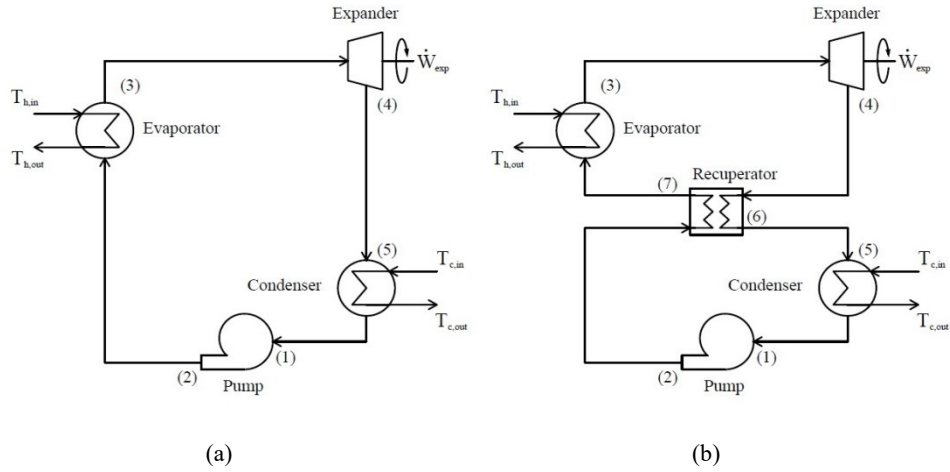 Expander
Ẇexp
(3)
(4)
Th,in
Evaporator
Th,out
(5)
Tc,in
Condenser
Tc,out
(1)
(2)
Pump
(a)
Expander
Ẇexp
(3)
(4)
Th,in
Evaporator
Th,out
Recuperator
(7)
(6)
(5)
Tc,in
Condenser
Tc,out
(1)
(2)
Pump
(b)